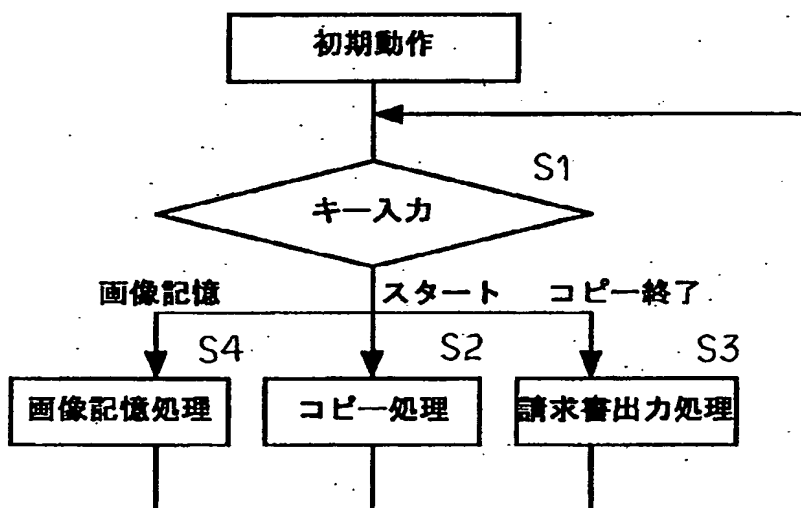 初期動作
S1
キー入力
画像記憶
スタート
コピー終了
S4
S2
S3
画像記憶処理
コピー処理
請求書出力処理